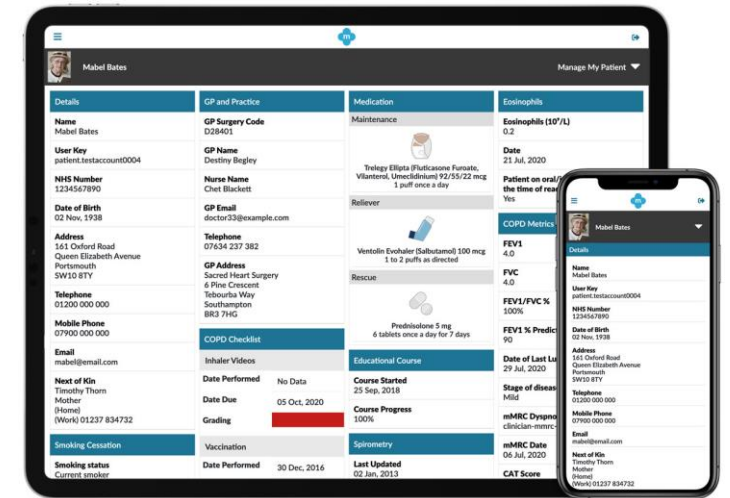 m
Mabel Bates
Manage My Patient
Details
Name
Mabel Bates
User Key
patient.testaccount0004
NHS Number
1234567890
Date of Birth
02 Nov, 1938
Address
161 Oxford Road
Queen Elizabeth Avenue
Portsmouth
SW10 8TY
Telephone
01200 000 000
Mobile Phone
07900 000 000
Email
mabel@email.com
Next of Kin
Timothy Thorn
Mother
(Home)
(Work) 01237 834732
Smoking Cessation
Smoking status
Current smoker
GP and Practice
GP Surgery Code
D28401
GP Name
Destiny Begley
Nurse Name
Chet Blackett
GP Email
doctor33@example.com
Telephone
07634 237 382
GP Address
Sacred Heart Surgery
6 Pine Crescent
Tebourba Way
Southampton
BR3 7HG
COPD Checklist
Inhaler Videos
Date Performed No Data
Date Due 05 Oct, 2020
Grading
Vaccination
Date Performed 30 Dec, 2016
Medication
Maintenance
Trelegy Ellipta (Fluticasone Furoate,
Vilanterol, Umeclidinium) 92/55/22 mcg
1 puff once a day
Reliever
Ventolin Evohaler (Salbutamol) 100 mcg
1 to 2 puffs as directed
Rescue
Prednisolone 5 mg
6 tablets once a day for 7 days
Educational Course
Course Started
25 Sep, 2018
Course Progress
100%
Spirometry
Last Updated
02 Jan, 2013
Eosinophils
Eosinophils (10⁹/L)
0.2
Date
21 Jul, 2020
Patient on oral/
the time of rea
Yes
COPD Metrics
FEV1
4.0
FVC
4.0
FEV1/FVC %
100%
FEV1 % Predic
90
Date of Last Lu
29 Jul, 2020
Stage of diseas
Mild
mMRC Dyspno
clinician-mmrc-
mMRC Date
06 Jul, 2020
CAT Score
m
Mabel Bates
Details
Name
Mabel Bates
User Key
patient.testaccount0004
NHS Number
1234567890
Date of Birth
02 Nov, 1938
Address
161 Oxford Road
Queen Elizabeth Avenue
Portsmouth
SW10 8TY
Telephone
01200 000 000
Mobile Phone
07900 000 000
Email
mabel@email.com
Next of Kin
Timothy Thorn
Mother
(Home)
(Work) 01237 834732